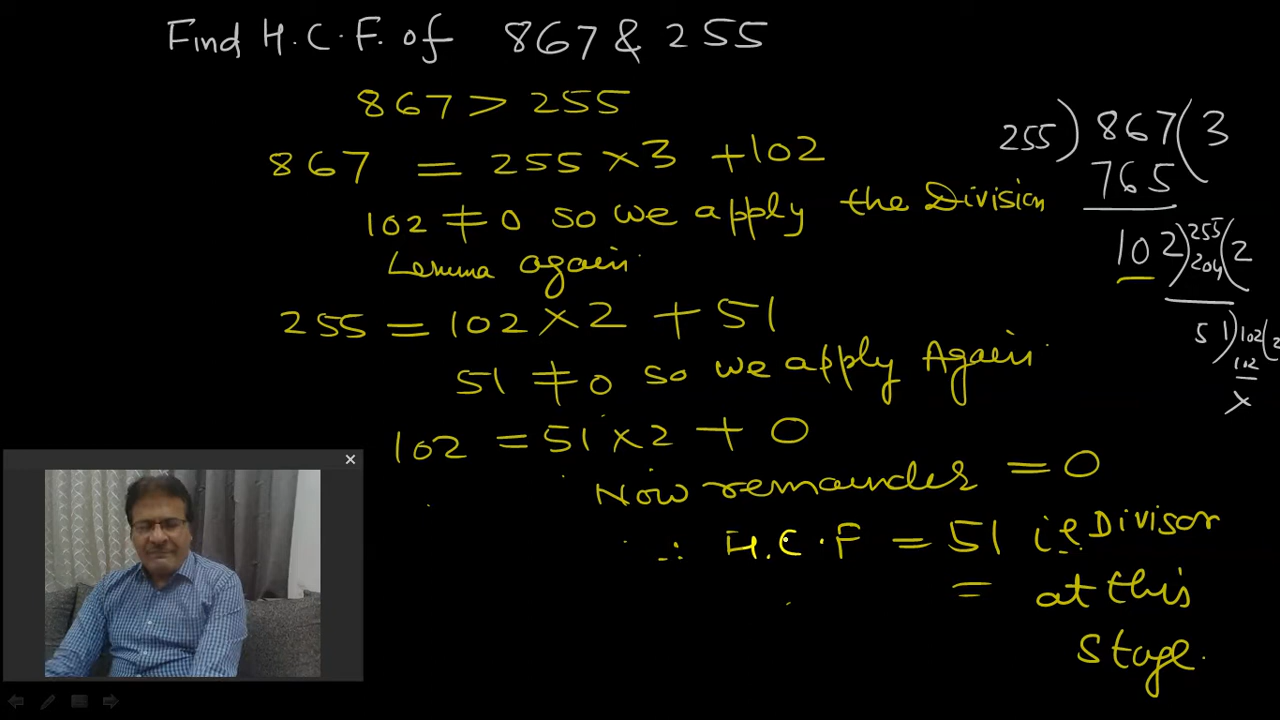 Find H.C.F. of 867 & 255
867 > 255
867 = 255 × 3 + 102
102 ≠ 0 so we apply the Division
Lemma again
255 = 102 × 2 + 51
51 ≠ 0 so we apply Again
102 = 51 × 2 + 0
Now remainder = 0
∴ H.C.F = 51 i.e Divisor
= at this
stage.
255) 867 (3
765
102) 255 (2
204
51) 102 (2
102
×